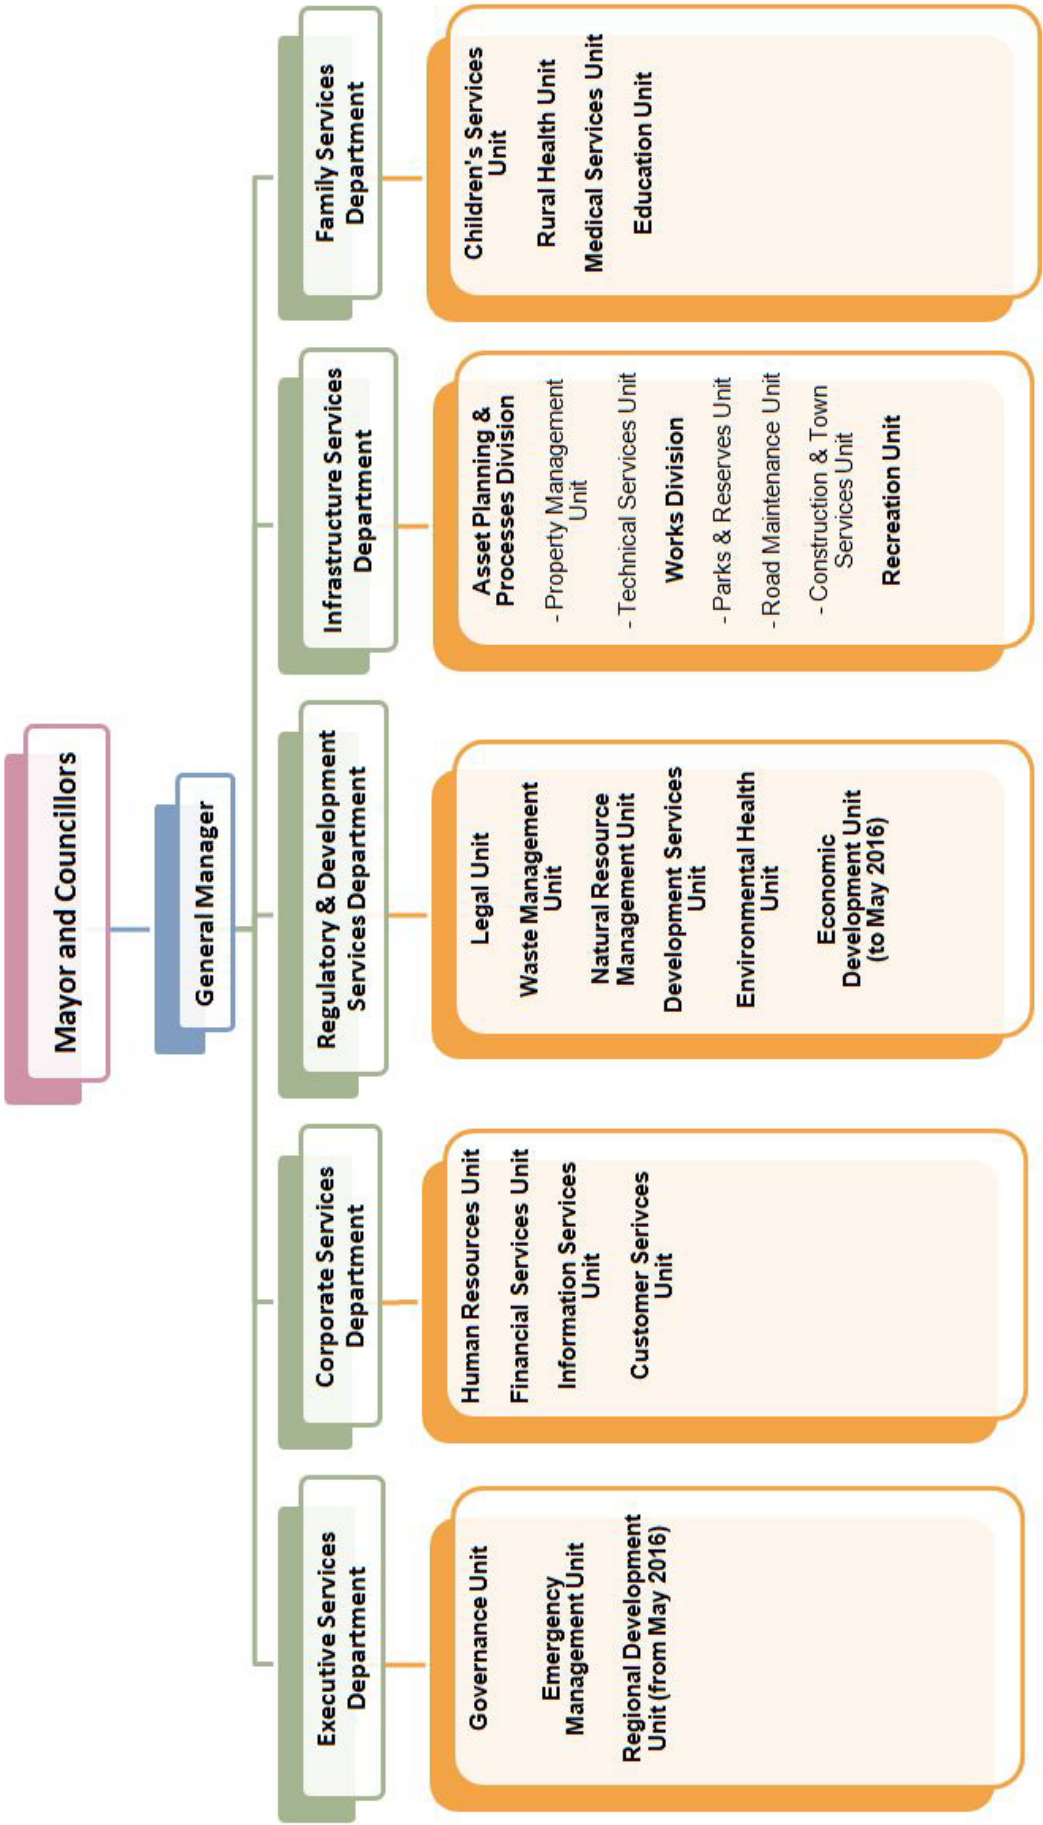 Mayor and Councillors
General Manager
Executive Services
Department
Governance Unit
Emergency
Management Unit
Regional Development
Unit (from May 2016)
Corporate Services
Department
Human Resources Unit
Financial Services Unit
Information Services
Unit
Customer Serivces
Unit
Regulatory & Development
Services Department
Legal Unit
Waste Management
Unit
Natural Resource
Management Unit
Development Services
Unit
Environmental Health
Unit
Economic
Development Unit
(to May 2016)
Infrastructure Services
Department
Asset Planning &
Processes Division
- Property Management
Unit
- Technical Services Unit
Works Division
- Parks & Reserves Unit
- Road Maintenance Unit
- Construction & Town
Services Unit
Recreation Unit
Family Services
Department
Children's Services
Unit
Rural Health Unit
Medical Services Unit
Education Unit